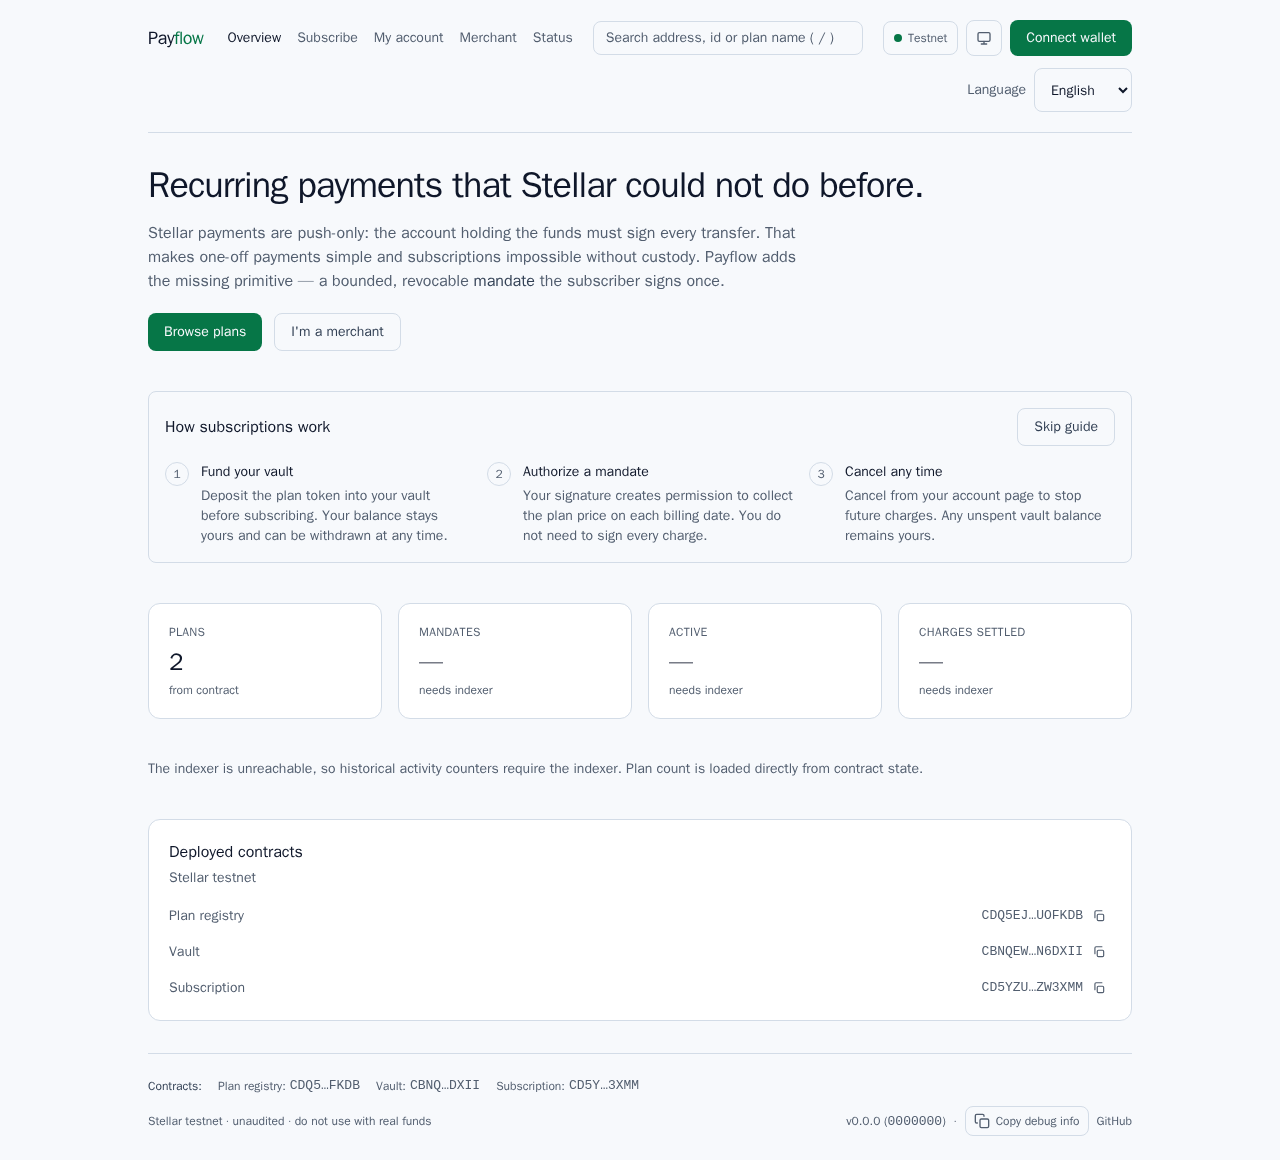 Payflow Overview Subscribe My account Merchant Status Search address, id or plan name ( / ) Testnet Connect wallet
Language English
Recurring payments that Stellar could not do before.
Stellar payments are push-only: the account holding the funds must sign every transfer. That
makes one-off payments simple and subscriptions impossible without custody. Payflow adds
the missing primitive — a bounded, revocable mandate the subscriber signs once.
Browse plans I'm a merchant
How subscriptions work Skip guide
1 Fund your vault
Deposit the plan token into your vault
before subscribing. Your balance stays
yours and can be withdrawn at any time.
2 Authorize a mandate
Your signature creates permission to collect
the plan price on each billing date. You do
not need to sign every charge.
3 Cancel any time
Cancel from your account page to stop
future charges. Any unspent vault balance
remains yours.
PLANS
2
from contract
MANDATES
—
needs indexer
ACTIVE
—
needs indexer
CHARGES SETTLED
—
needs indexer
The indexer is unreachable, so historical activity counters require the indexer. Plan count is loaded directly from contract state.
Deployed contracts
Stellar testnet
Plan registry CDQ5EJ…UOFKDB
Vault CBNQEW…N6DXII
Subscription CD5YZU…ZW3XMM
Contracts: Plan registry: CDQ5…FKDB Vault: CBNQ…DXII Subscription: CD5Y…3XMM
Stellar testnet · unaudited · do not use with real funds v0.0.0 (0000000) · Copy debug info GitHub